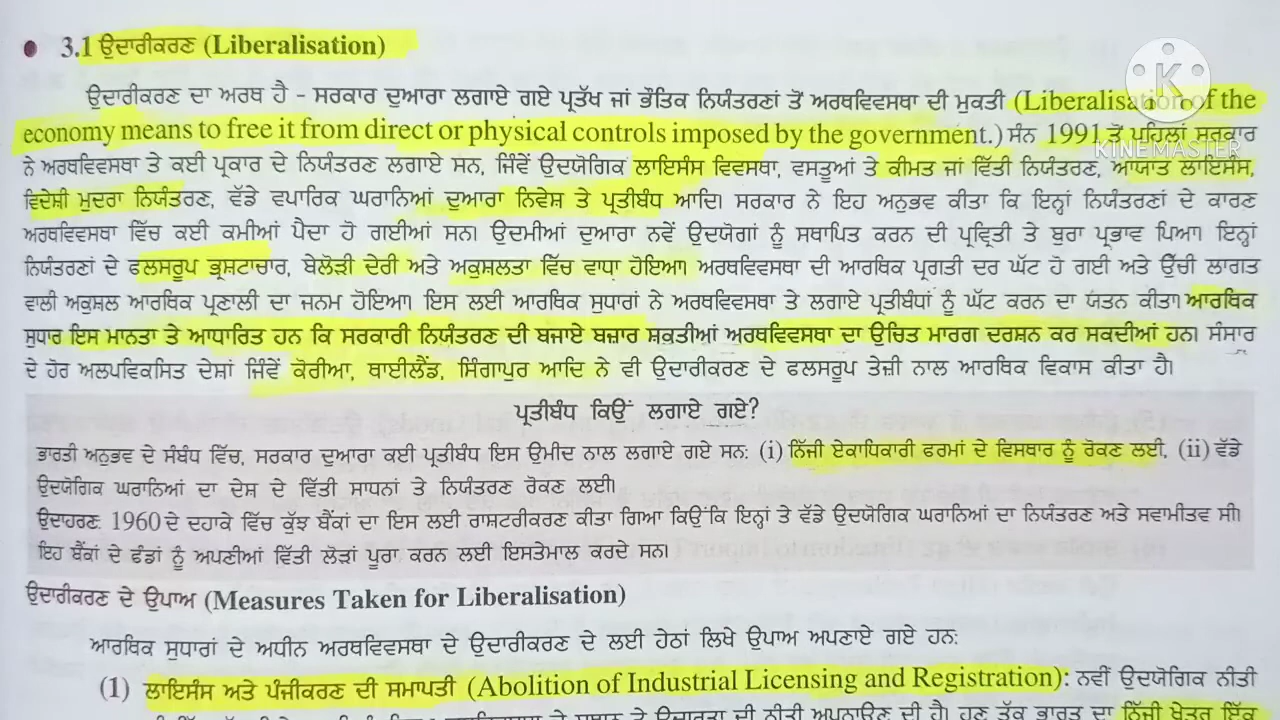 3.1 ਉਦਾਰੀਕਰਣ (Liberalisation)
K
KINEMASTER
ਉਦਾਰੀਕਰਣ ਦਾ ਅਰਥ ਹੈ - ਸਰਕਾਰ ਦੁਆਰਾ ਲਗਾਏ ਗਏ ਪ੍ਰਤੱਖ ਜਾਂ ਭੌਤਿਕ ਨਿਯੰਤਰਣਾਂ ਤੋਂ ਅਰਥਵਿਵਸਥਾ ਦੀ ਮੁਕਤੀ (Liberalisation of the
economy means to free it from direct or physical controls imposed by the government.) ਸੰਨ 1991 ਤੋਂ ਪਹਿਲਾਂ ਸਰਕਾਰ
ਨੇ ਅਰਥਵਿਵਸਥਾ ਤੇ ਕਈ ਪ੍ਰਕਾਰ ਦੇ ਨਿਯੰਤਰਣ ਲਗਾਏ ਸਨ, ਜਿਵੇਂ ਉਦਯੋਗਿਕ ਲਾਇਸੰਸ ਵਿਵਸਥਾ, ਵਸਤੂਆਂ ਤੇ ਕੀਮਤ ਜਾਂ ਵਿੱਤੀ ਨਿਯੰਤਰਣ, ਆਯਾਤ ਲਾਇਸੰਸ,
ਵਿਦੇਸ਼ੀ ਮੁਦਰਾ ਨਿਯੰਤਰਣ, ਵੱਡੇ ਵਪਾਰਿਕ ਘਰਾਨਿਆਂ ਦੁਆਰਾ ਨਿਵੇਸ਼ ਤੇ ਪ੍ਰਤੀਬੰਧ ਆਦਿ। ਸਰਕਾਰ ਨੇ ਇਹ ਅਨੁਭਵ ਕੀਤਾ ਕਿ ਇਨ੍ਹਾਂ ਨਿਯੰਤਰਣਾਂ ਦੇ ਕਾਰਣ
ਅਰਥਵਿਵਸਥਾ ਵਿੱਚ ਕਈ ਕਮੀਆਂ ਪੈਦਾ ਹੋ ਗਈਆਂ ਸਨ। ਉਦਮੀਆਂ ਦੁਆਰਾ ਨਵੇਂ ਉਦਯੋਗਾਂ ਨੂੰ ਸਥਾਪਿਤ ਕਰਨ ਦੀ ਪ੍ਰਵ੍ਰਿਤੀ ਤੇ ਬੁਰਾ ਪ੍ਰਭਾਵ ਪਿਆ। ਇਨ੍ਹਾਂ
ਨਿਯੰਤਰਣਾਂ ਦੇ ਫਲਸਰੂਪ ਭ੍ਰਸ਼ਟਾਚਾਰ, ਬੇਲੋੜੀ ਦੇਰੀ ਅਤੇ ਅਕੁਸ਼ਲਤਾ ਵਿੱਚ ਵਾਧਾ ਹੋਇਆ। ਅਰਥਵਿਵਸਥਾ ਦੀ ਆਰਥਿਕ ਪ੍ਰਗਤੀ ਦਰ ਘੱਟ ਹੋ ਗਈ ਅਤੇ ਉੱਚੀ ਲਾਗਤ
ਵਾਲੀ ਅਕੁਸ਼ਲ ਆਰਥਿਕ ਪ੍ਰਣਾਲੀ ਦਾ ਜਨਮ ਹੋਇਆ। ਇਸ ਲਈ ਆਰਥਿਕ ਸੁਧਾਰਾਂ ਨੇ ਅਰਥਵਿਵਸਥਾ ਤੇ ਲਗਾਏ ਪ੍ਰਤੀਬੰਧਾਂ ਨੂੰ ਘੱਟ ਕਰਨ ਦਾ ਯਤਨ ਕੀਤਾ। ਆਰਥਿਕ
ਸੁਧਾਰ ਇਸ ਮਾਨਤਾ ਤੇ ਆਧਾਰਿਤ ਹਨ ਕਿ ਸਰਕਾਰੀ ਨਿਯੰਤਰਣ ਦੀ ਬਜਾਏ ਬਜ਼ਾਰ ਸ਼ਕਤੀਆਂ ਅਰਥਵਿਵਸਥਾ ਦਾ ਉਚਿਤ ਮਾਰਗ ਦਰਸ਼ਨ ਕਰ ਸਕਦੀਆਂ ਹਨ। ਸੰਸਾਰ
ਦੇ ਹੋਰ ਅਲਪਵਿਕਸਿਤ ਦੇਸ਼ਾਂ ਜਿੰਵੇਂ ਕੋਰੀਆ, ਥਾਈਲੈਂਡ, ਸਿੰਗਾਪੁਰ ਆਦਿ ਨੇ ਵੀ ਉਦਾਰੀਕਰਣ ਦੇ ਫਲਸਰੂਪ ਤੇਜ਼ੀ ਨਾਲ ਆਰਥਿਕ ਵਿਕਾਸ ਕੀਤਾ ਹੈ।
ਪ੍ਰਤੀਬੰਧ ਕਿਉਂ ਲਗਾਏ ਗਏ?
ਭਾਰਤੀ ਅਨੁਭਵ ਦੇ ਸੰਬੰਧ ਵਿੱਚ, ਸਰਕਾਰ ਦੁਆਰਾ ਕਈ ਪ੍ਰਤੀਬੰਧ ਇਸ ਉਮੀਦ ਨਾਲ ਲਗਾਏ ਗਏ ਸਨ: (i) ਨਿੱਜੀ ਏਕਾਧਿਕਾਰੀ ਫਰਮਾਂ ਦੇ ਵਿਸਥਾਰ ਨੂੰ ਰੋਕਣ ਲਈ, (ii) ਵੱਡੇ
ਉਦਯੋਗਿਕ ਘਰਾਨਿਆਂ ਦਾ ਦੇਸ਼ ਦੇ ਵਿੱਤੀ ਸਾਧਨਾਂ ਤੇ ਨਿਯੰਤਰਣ ਰੋਕਣ ਲਈ।
ਉਦਾਹਰਣ: 1960 ਦੇ ਦਹਾਕੇ ਵਿੱਚ ਕੁੱਝ ਬੈਂਕਾਂ ਦਾ ਇਸ ਲਈ ਰਾਸ਼ਟਰੀਕਰਣ ਕੀਤਾ ਗਿਆ ਕਿਉਂਕਿ ਇਨ੍ਹਾਂ ਤੇ ਵੱਡੇ ਉਦਯੋਗਿਕ ਘਰਾਨਿਆਂ ਦਾ ਨਿਯੰਤਰਣ ਅਤੇ ਸਵਾਮੀਤਵ ਸੀ।
ਇਹ ਬੈਂਕਾਂ ਦੇ ਫੰਡਾਂ ਨੂੰ ਅਪਣੀਆਂ ਵਿੱਤੀ ਲੋੜਾਂ ਪੂਰਾ ਕਰਨ ਲਈ ਇਸਤੇਮਾਲ ਕਰਦੇ ਸਨ।
ਉਦਾਰੀਕਰਣ ਦੇ ਉਪਾਅ (Measures Taken for Liberalisation)
ਆਰਥਿਕ ਸੁਧਾਰਾਂ ਦੇ ਅਧੀਨ ਅਰਥਵਿਵਸਥਾ ਦੇ ਉਦਾਰੀਕਰਣ ਦੇ ਲਈ ਹੇਠਾਂ ਲਿਖੇ ਉਪਾਅ ਅਪਣਾਏ ਗਏ ਹਨ:
(1) ਲਾਇਸੰਸ ਅਤੇ ਪੰਜੀਕਰਣ ਦੀ ਸਮਾਪਤੀ (Abolition of Industrial Licensing and Registration): ਨਵੀਂ ਉਦਯੋਗਿਕ ਨੀਤੀ
ਤੇ ਉਦਾਰਤਾ ਦੀ ਨੀਤੀ ਅਪਨਾਉਣ ਦੀ ਹੈ। ਹੁਣ ਤੱਕ ਭਾਰਤ ਦਾ ਨਿੱਜੀ ਖੇਤਰ ਇੱਕ